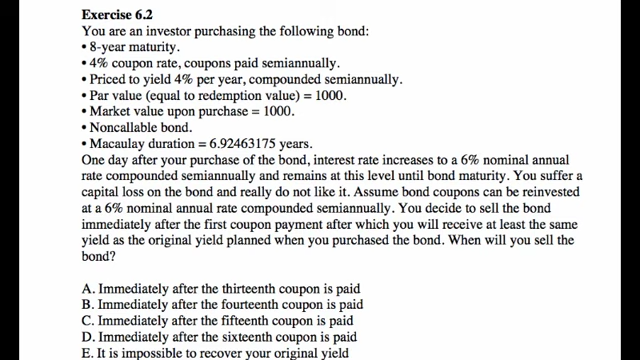 Exercise 6.2
You are an investor purchasing the following bond:
• 8-year maturity.
• 4% coupon rate, coupons paid semiannually.
• Priced to yield 4% per year, compounded semiannually.
• Par value (equal to redemption value) = 1000.
• Market value upon purchase = 1000.
• Noncallable bond.
• Macaulay duration = 6.92463175 years.
One day after your purchase of the bond, interest rate increases to a 6% nominal annual
rate compounded semiannually and remains at this level until bond maturity. You suffer a
capital loss on the bond and really do not like it. Assume bond coupons can be reinvested
at a 6% nominal annual rate compounded semiannually. You decide to sell the bond
immediately after the first coupon payment after which you will receive at least the same
yield as the original yield planned when you purchased the bond. When will you sell the
bond?
A. Immediately after the thirteenth coupon is paid
B. Immediately after the fourteenth coupon is paid
C. Immediately after the fifteenth coupon is paid
D. Immediately after the sixteenth coupon is paid
E. It is impossible to recover your original yield